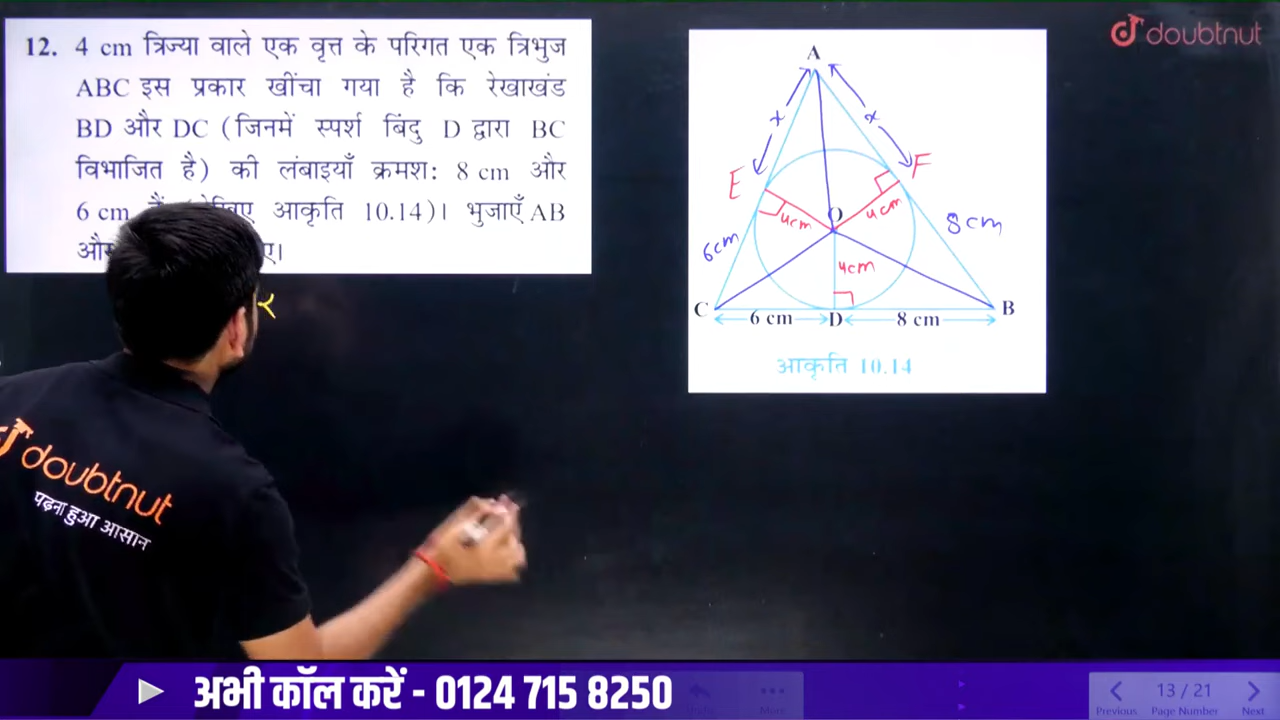 12. 4 cm त्रिज्या वाले एक वृत्त के परिगत एक त्रिभुज
ABC इस प्रकार खींचा गया है कि रेखाखंड
BD और DC (जिनमें स्पर्श बिंदु D द्वारा BC
विभाजित है) की लंबाइयाँ क्रमश: 8 cm और
6 cm आकृति 10.14)। भुजाएँ AB
doubtnut
A
x
x
E
F
O
4cm
4cm
6cm
8cm
4cm
C
B
6 cm
D
8 cm
आकृति 10.14
doubtnut
पढ़ना हुआ आसान
अभी कॉल करें - 0124 715 8250
13 / 21
Previous
Page Number
Next